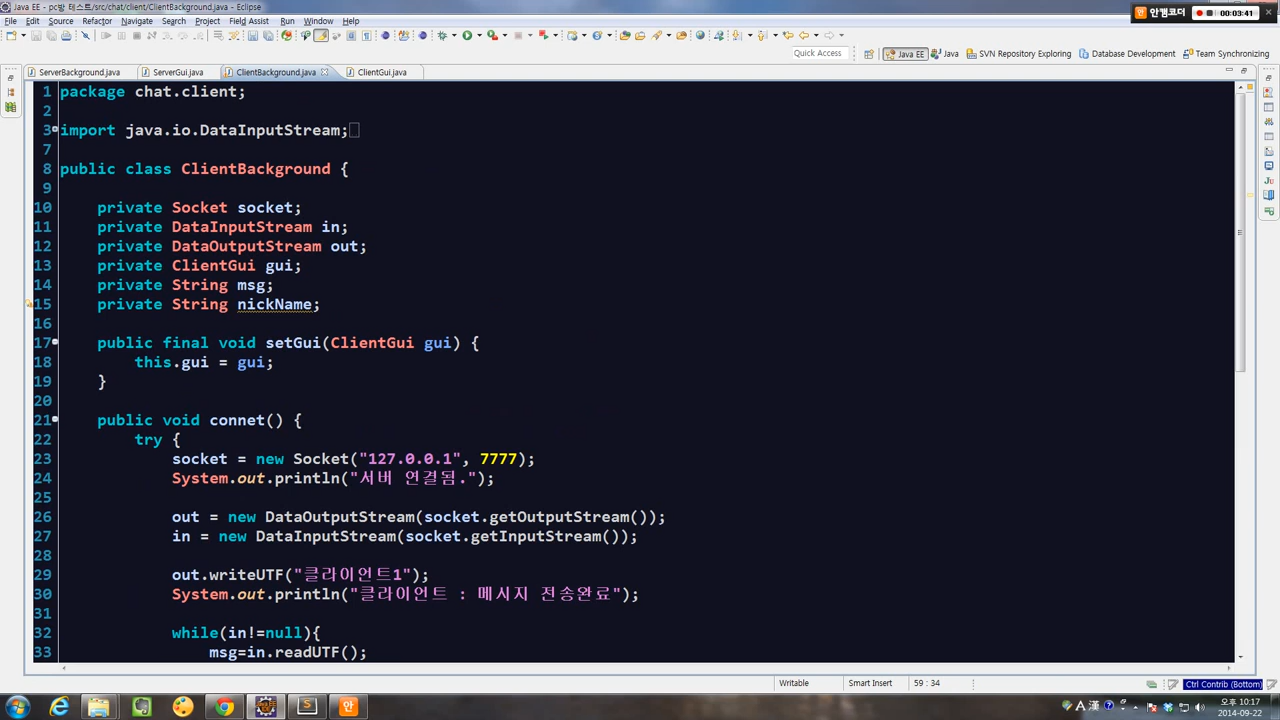 Java EE - pc방 테스트/src/chat/client/ClientBackground.java - Eclipse
안캠코더
00:03:41
File Edit Source Refactor Navigate Search Project Field Assist Run Window Help
Quick Access
Java EE Java SVN Repository Exploring Database Development Team Synchronizing
ServerBackground.java ServerGui.java ClientBackground.java ClientGui.java
1 package chat.client;
2
3 import java.io.DataInputStream;
7
8 public class ClientBackground {
9
10 private Socket socket;
11 private DataInputStream in;
12 private DataOutputStream out;
13 private ClientGui gui;
14 private String msg;
15 private String nickName;
16
17 public final void setGui(ClientGui gui) {
18 this.gui = gui;
19 }
20
21 public void connet() {
22 try {
23 socket = new Socket("127.0.0.1", 7777);
24 System.out.println("서버 연결됨.");
25
26 out = new DataOutputStream(socket.getOutputStream());
27 in = new DataInputStream(socket.getInputStream());
28
29 out.writeUTF("클라이언트1");
30 System.out.println("클라이언트 : 메시지 전송완료");
31
32 while(in!=null){
33 msg=in.readUTF();
Writable Smart Insert 59 : 34
Ctrl Contrib (Bottom)
A 漢
오후 10:17
2014-09-22